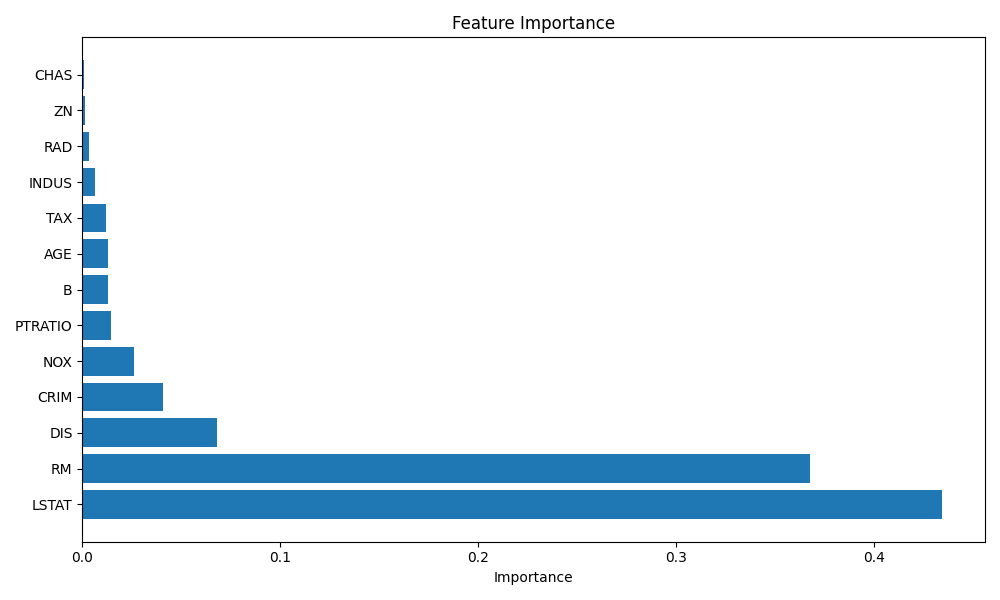 Feature Importance
CHAS
ZN
RAD
INDUS
TAX
AGE
B
PTRATIO
NOX
CRIM
DIS
RM
LSTAT
0.0 0.1 0.2 0.3 0.4
Importance